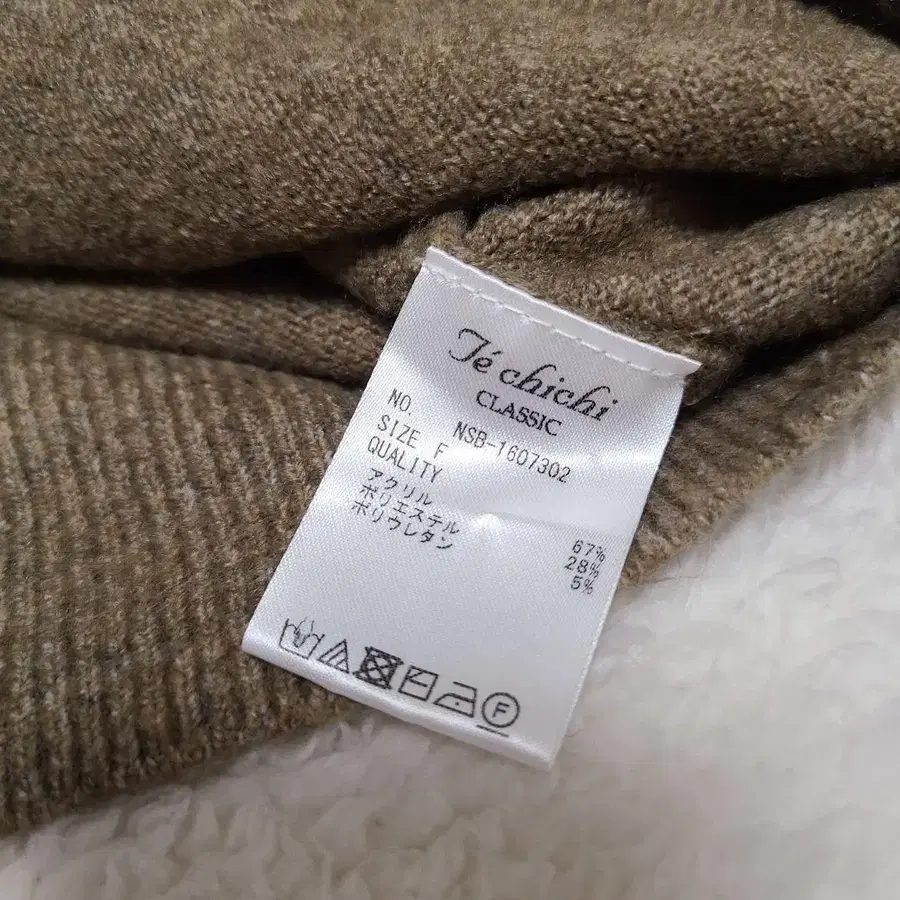 Té chichi
CLASSIC
NO. NSB-1607302
SIZE F
QUALITY
アクリル 67%
ポリエステル 28%
ポリウレタン 5%
F